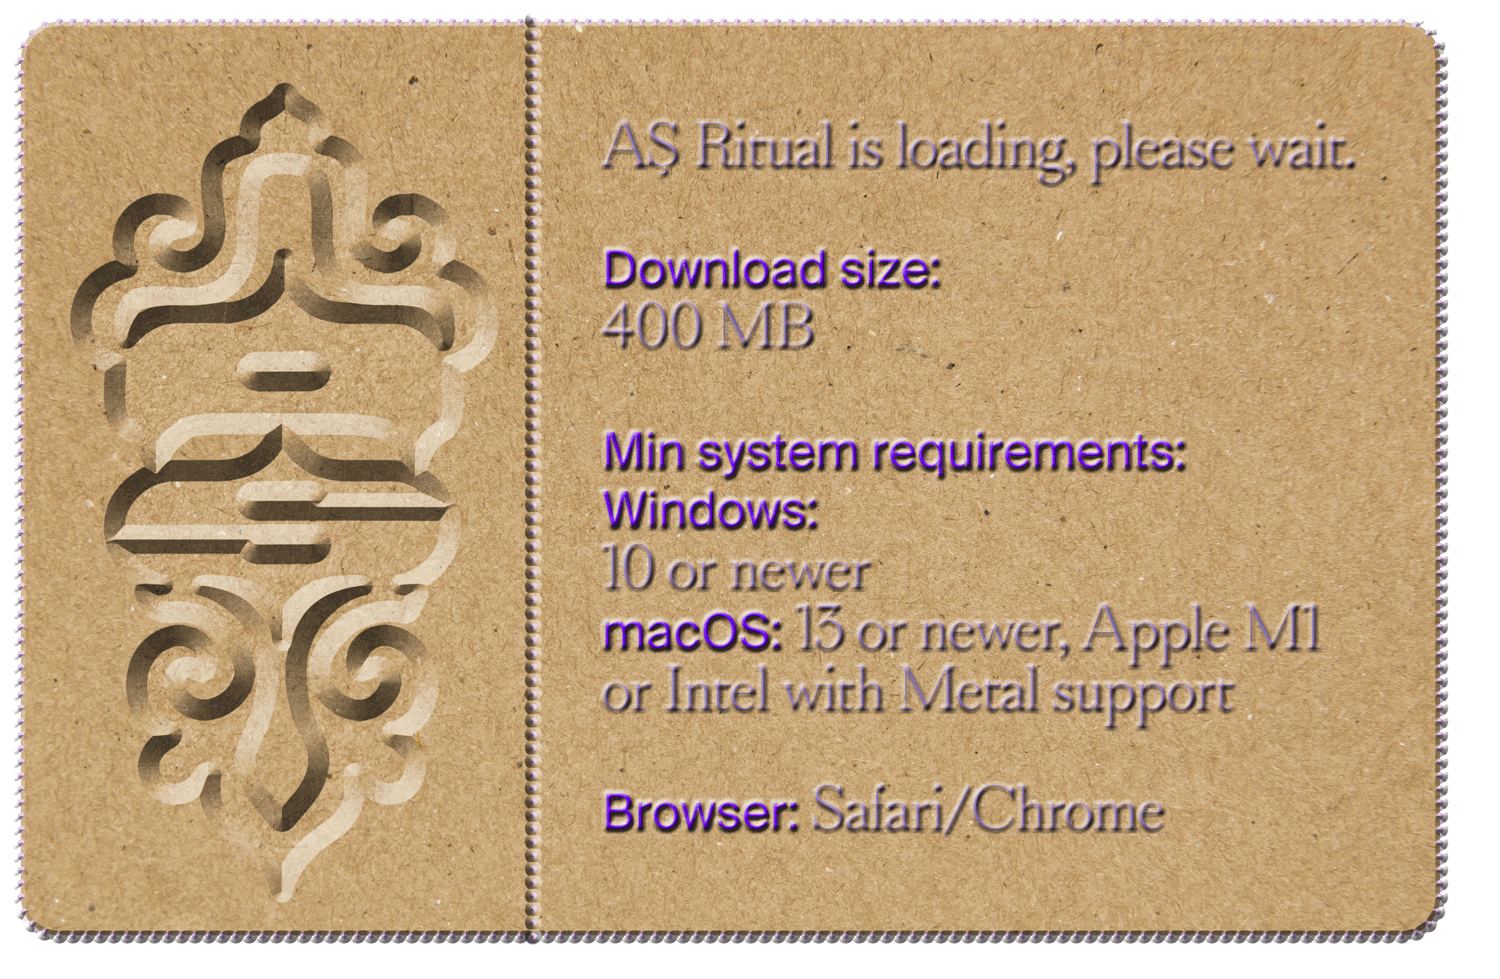 AŞ Ritual is loading, please wait.
Download size:
400 MB
Min system requirements:
Windows:
10 or newer
macOS: 13 or newer, Apple M1
or Intel with Metal support
Browser: Safari/Chrome